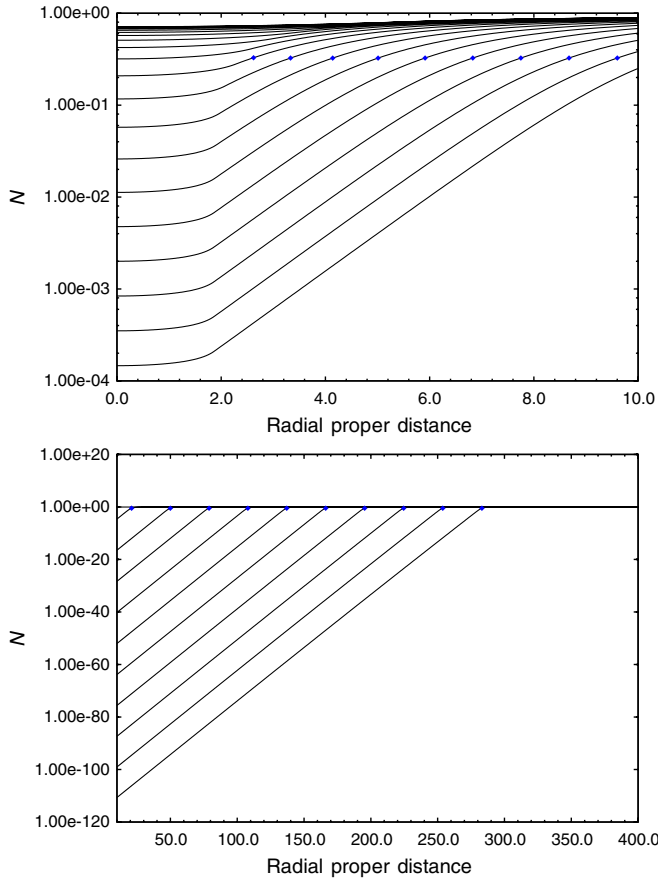 1.00e+00
1.00e-01
1.00e-02
1.00e-03
1.00e-04
N
0.0 2.0 4.0 6.0 8.0 10.0
Radial proper distance
1.00e+20
1.00e+00
1.00e-20
1.00e-40
1.00e-60
1.00e-80
1.00e-100
1.00e-120
N
50.0 100.0 150.0 200.0 250.0 300.0 350.0 400.0
Radial proper distance